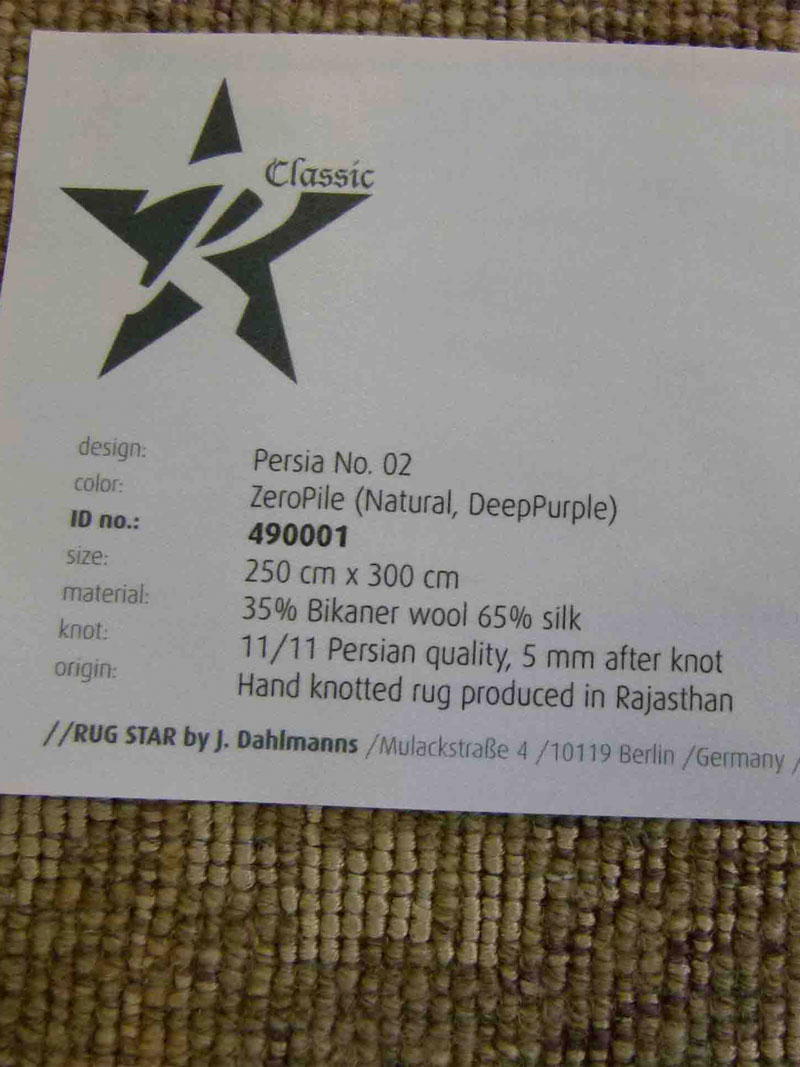 Classic
design: Persia No. 02
color: ZeroPile (Natural, DeepPurple)
ID no.: 490001
size: 250 cm x 300 cm
material: 35% Bikaner wool 65% silk
knot: 11/11 Persian quality, 5 mm after knot
origin: Hand knotted rug produced in Rajasthan
//RUG STAR by J. Dahlmanns /Mulackstraße 4 /10119 Berlin /Germany /